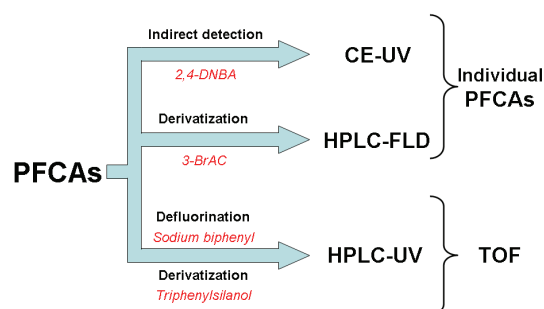 Indirect detection
2,4-DNBA
CE-UV
Individual
PFCAs
Derivatization
3-BrAC
HPLC-FLD
PFCAs
Defluorination
Sodium biphenyl
HPLC-UV
TOF
Derivatization
Triphenylsilanol